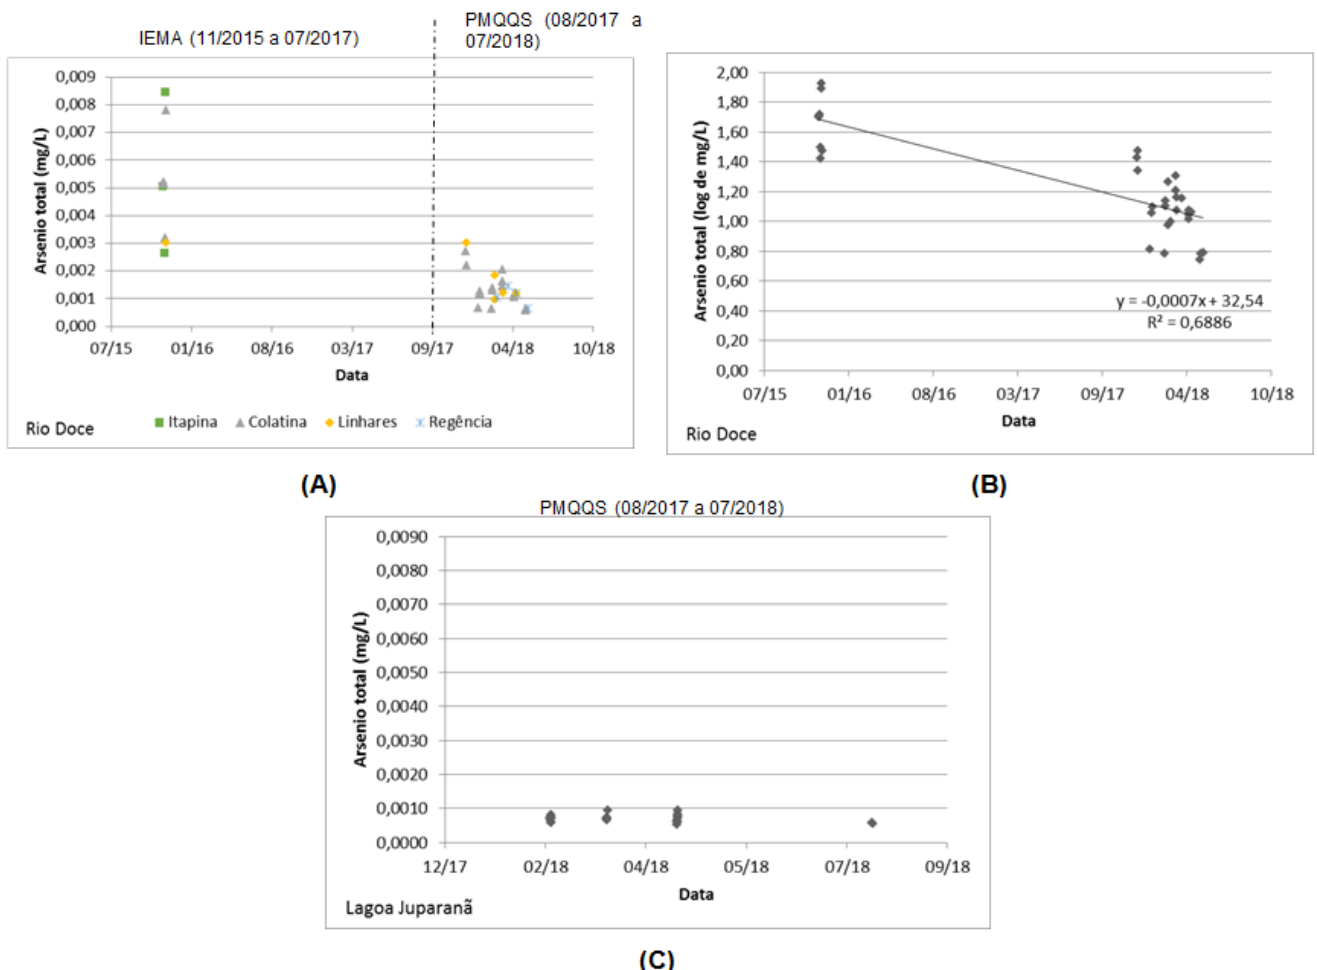 IEMA (11/2015 a 07/2017)
PMQQS (08/2017 a
07/2018)
Arsenio total (mg/L)
0,009
0,008
0,007
0,006
0,005
0,004
0,003
0,002
0,001
0,000
07/15 01/16 08/16 03/17 09/17 04/18 10/18
Data
Itapina Colatina Linhares Regência
Rio Doce
(A)
Arsenio total (log de mg/L)
2,00
1,80
1,60
1,40
1,20
1,00
0,80
0,60
0,40
0,20
0,00
y = -0,0007x + 32,54
R² = 0,6886
07/15 01/16 08/16 03/17 09/17 04/18 10/18
Data
Rio Doce
(B)
PMQQS (08/2017 a 07/2018)
Arsenio total (mg/L)
0,0090
0,0080
0,0070
0,0060
0,0050
0,0040
0,0030
0,0020
0,0010
0,0000
12/17 02/18 04/18 05/18 07/18 09/18
Data
Lagoa Juparanã
(C)